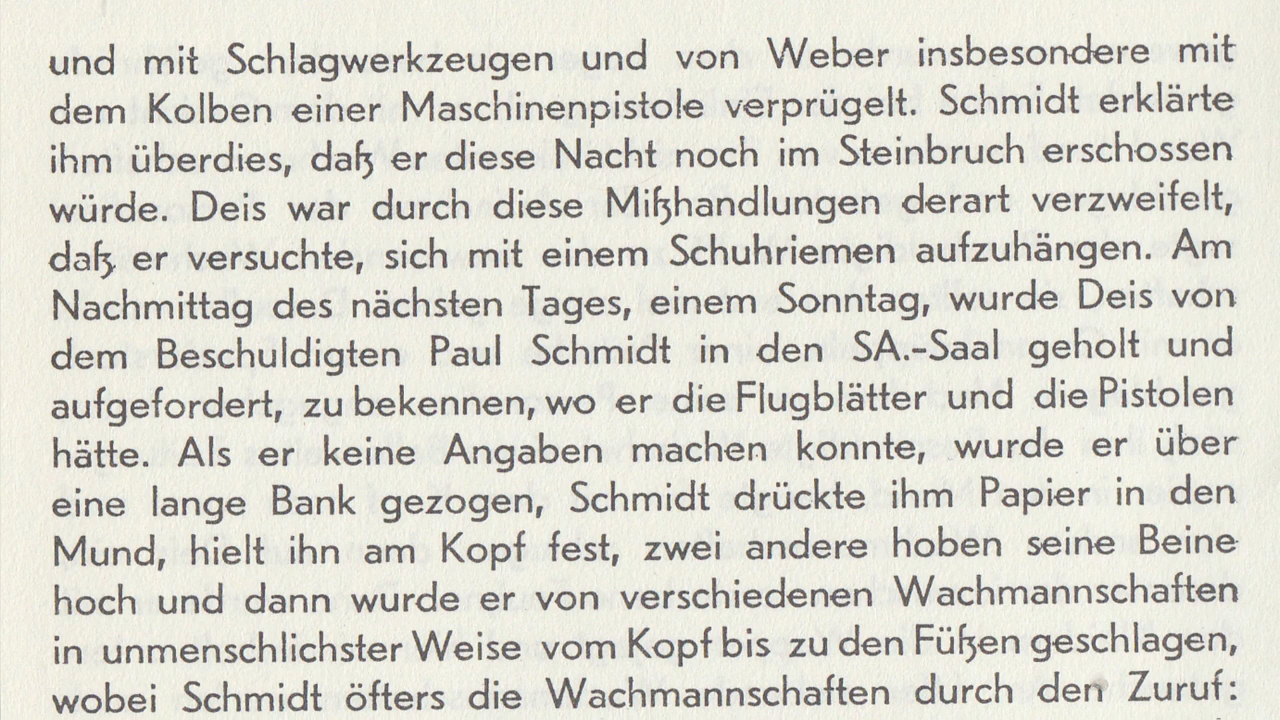 und mit Schlagwerkzeugen und von Weber insbesondere mit
dem Kolben einer Maschinenpistole verprügelt. Schmidt erklärte
ihm überdies, daß er diese Nacht noch im Steinbruch erschossen
würde. Deis war durch diese Mißhandlungen derart verzweifelt,
daß er versuchte, sich mit einem Schuhriemen aufzuhängen. Am
Nachmittag des nächsten Tages, einem Sonntag, wurde Deis von
dem Beschuldigten Paul Schmidt in den SA.-Saal geholt und
aufgefordert, zu bekennen, wo er die Flugblätter und die Pistolen
hätte. Als er keine Angaben machen konnte, wurde er über
eine lange Bank gezogen, Schmidt drückte ihm Papier in den
Mund, hielt ihn am Kopf fest, zwei andere hoben seine Beine
hoch und dann wurde er von verschiedenen Wachmannschaften
in unmenschlichster Weise vom Kopf bis zu den Füßen geschlagen,
wobei Schmidt öfters die Wachmannschaften durch den Zuruf: